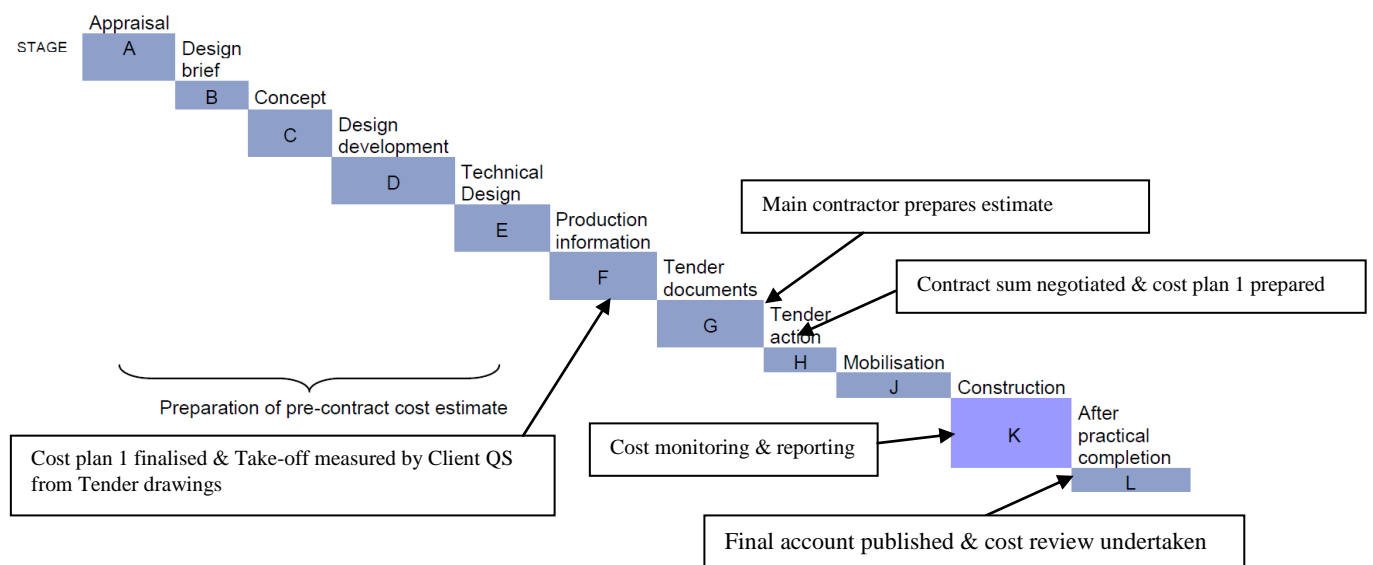 Appraisal
STAGE
A
Design
brief
B
Concept
C
Design
development
D
Technical
Design
E
Production
information
F
Tender
documents
G
Main contractor prepares estimate
Contract sum negotiated & cost plan 1 prepared
Tender
action
H
Mobilisation
J
Construction
K
After
practical
completion
L
Preparation of pre-contract cost estimate
Cost plan 1 finalised & Take-off measured by Client QS
from Tender drawings
Cost monitoring & reporting
Final account published & cost review undertaken